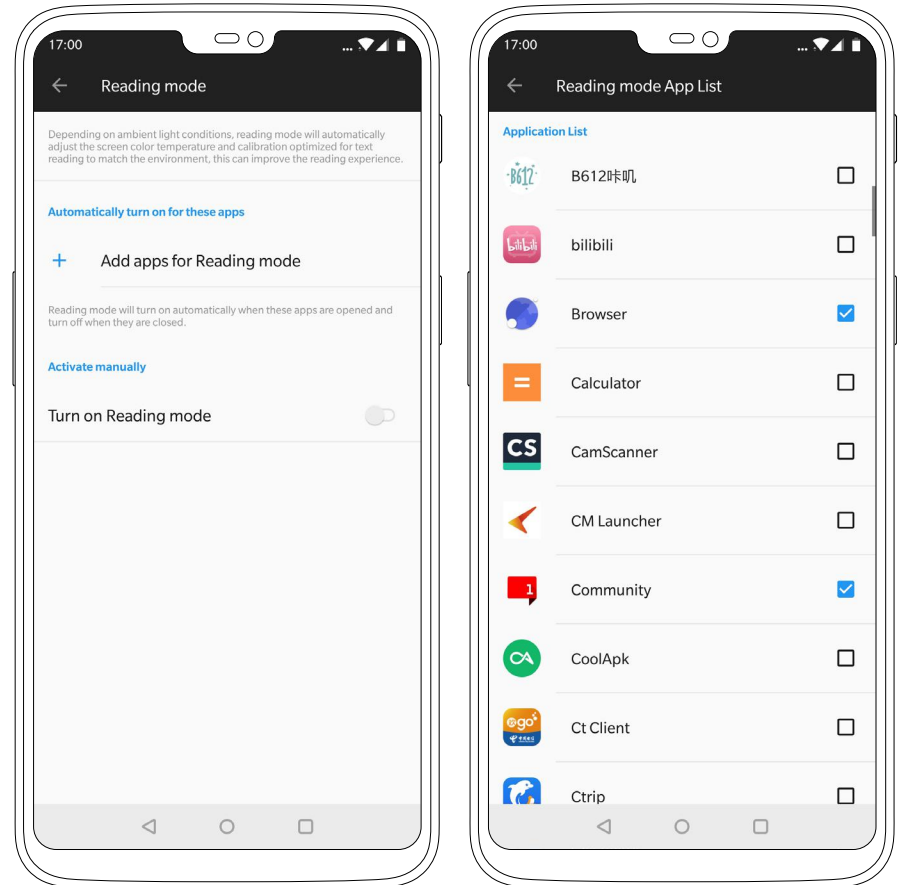 17:00
Reading mode
Depending on ambient light conditions, reading mode will automatically
adjust the screen color temperature and calibration optimized for text
reading to match the environment, this can improve the reading experience.
Automatically turn on for these apps
+ Add apps for Reading mode
Reading mode will turn on automatically when these apps are opened and
turn off when they are closed.
Activate manually
Turn on Reading mode
17:00
Reading mode App List
Application List
B612 B612咔叽
bilibili bilibili
Browser
= Calculator
CS CamScanner
CM Launcher
1 Community
CoolApk
ego Ct Client
Ctrip